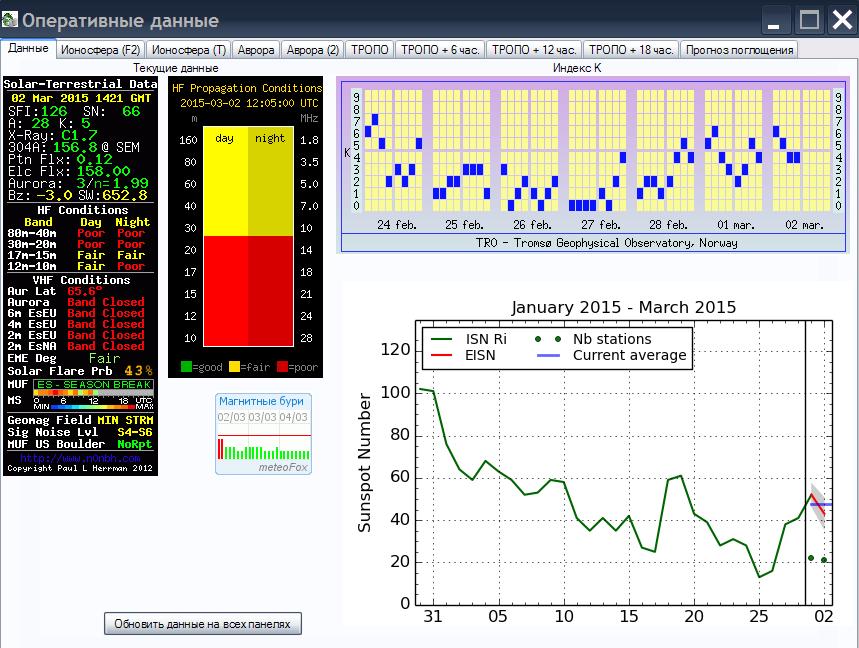 Оперативные данные
Данные Ионосфера (F2) Ионосфера (T) Аврора Аврора (2) ТРОПО ТРОПО + 6 час. ТРОПО + 12 час. ТРОПО + 18 час. Прогноз поглощения
Текущие данные
Solar-Terrestrial Data
02 Mar 2015 1421 GMT
SFI:126 SN: 66
A: 28 K: 5
X-Ray: C1.7
304A: 156.8 @ SEM
Ptn Flx: 0.12
Elc Flx: 158.00
Aurora: 3/n=1.99
Bz: -3.0 SW:652.8
HF Conditions
Band Day Night
80m-40m Poor Poor
30m-20m Poor Poor
17m-15m Fair Fair
12m-10m Fair Poor
VHF Conditions
Aur Lat 65.6°
Aurora Band Closed
6m EsEU Band Closed
4m EsEU Band Closed
2m EsEU Band Closed
2m EsNA Band Closed
EME Deg Fair
Solar Flare Prb 43%
MUF ES - SEASON BREAK
MS 0 6 12 18 UTC
MIN MAX
Geomag Field MIN STRM
Sig Noise Lvl S4-S6
MUF US Boulder NoRpt
http://www.n0nbh.com
Copyright Paul L Herrman 2012
HF Propagation Conditions
2015-03-02 12:05:00 UTC
m MHz
day night
160 1.8
80 3.5
60 5.0
40 7.0
30 10
20 14
17 18
15 21
12 24
10 28
=good =fair =poor
Магнитные бури
02/03 03/03 04/03
meteoFox
Индекс K
9 9
8 8
7 7
6 6
5 5
K 4 4
3 3
2 2
1 1
0 0
24 feb. 25 feb. 26 feb. 27 feb. 28 feb. 01 mar. 02 mar.
TRO - Tromsø Geophysical Observatory, Norway
January 2015 - March 2015
ISN Ri Nb stations
EISN Current average
Sunspot Number
120
100
80
60
40
20
0
31 05 10 15 20 25 02
Обновить данные на всех панелях